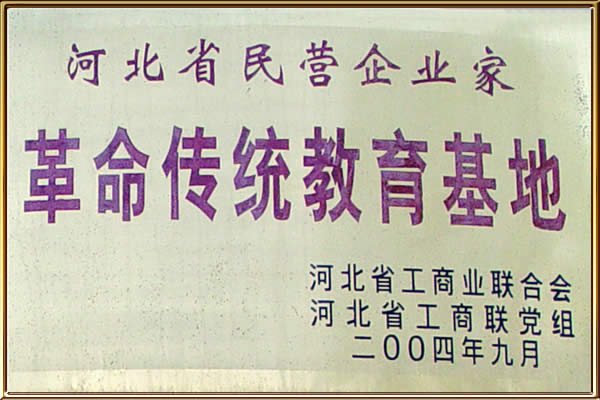 河北省民营企业家
革命传统教育基地
河北省工商业联合会
河北省工商联党组
二〇〇四年九月